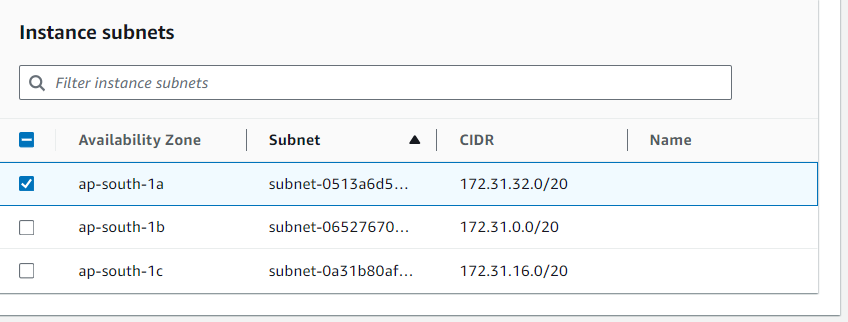 Instance subnets
Filter instance subnets
Availability Zone Subnet CIDR Name
ap-south-1a subnet-0513a6d5... 172.31.32.0/20
ap-south-1b subnet-06527670... 172.31.0.0/20
ap-south-1c subnet-0a31b80af... 172.31.16.0/20